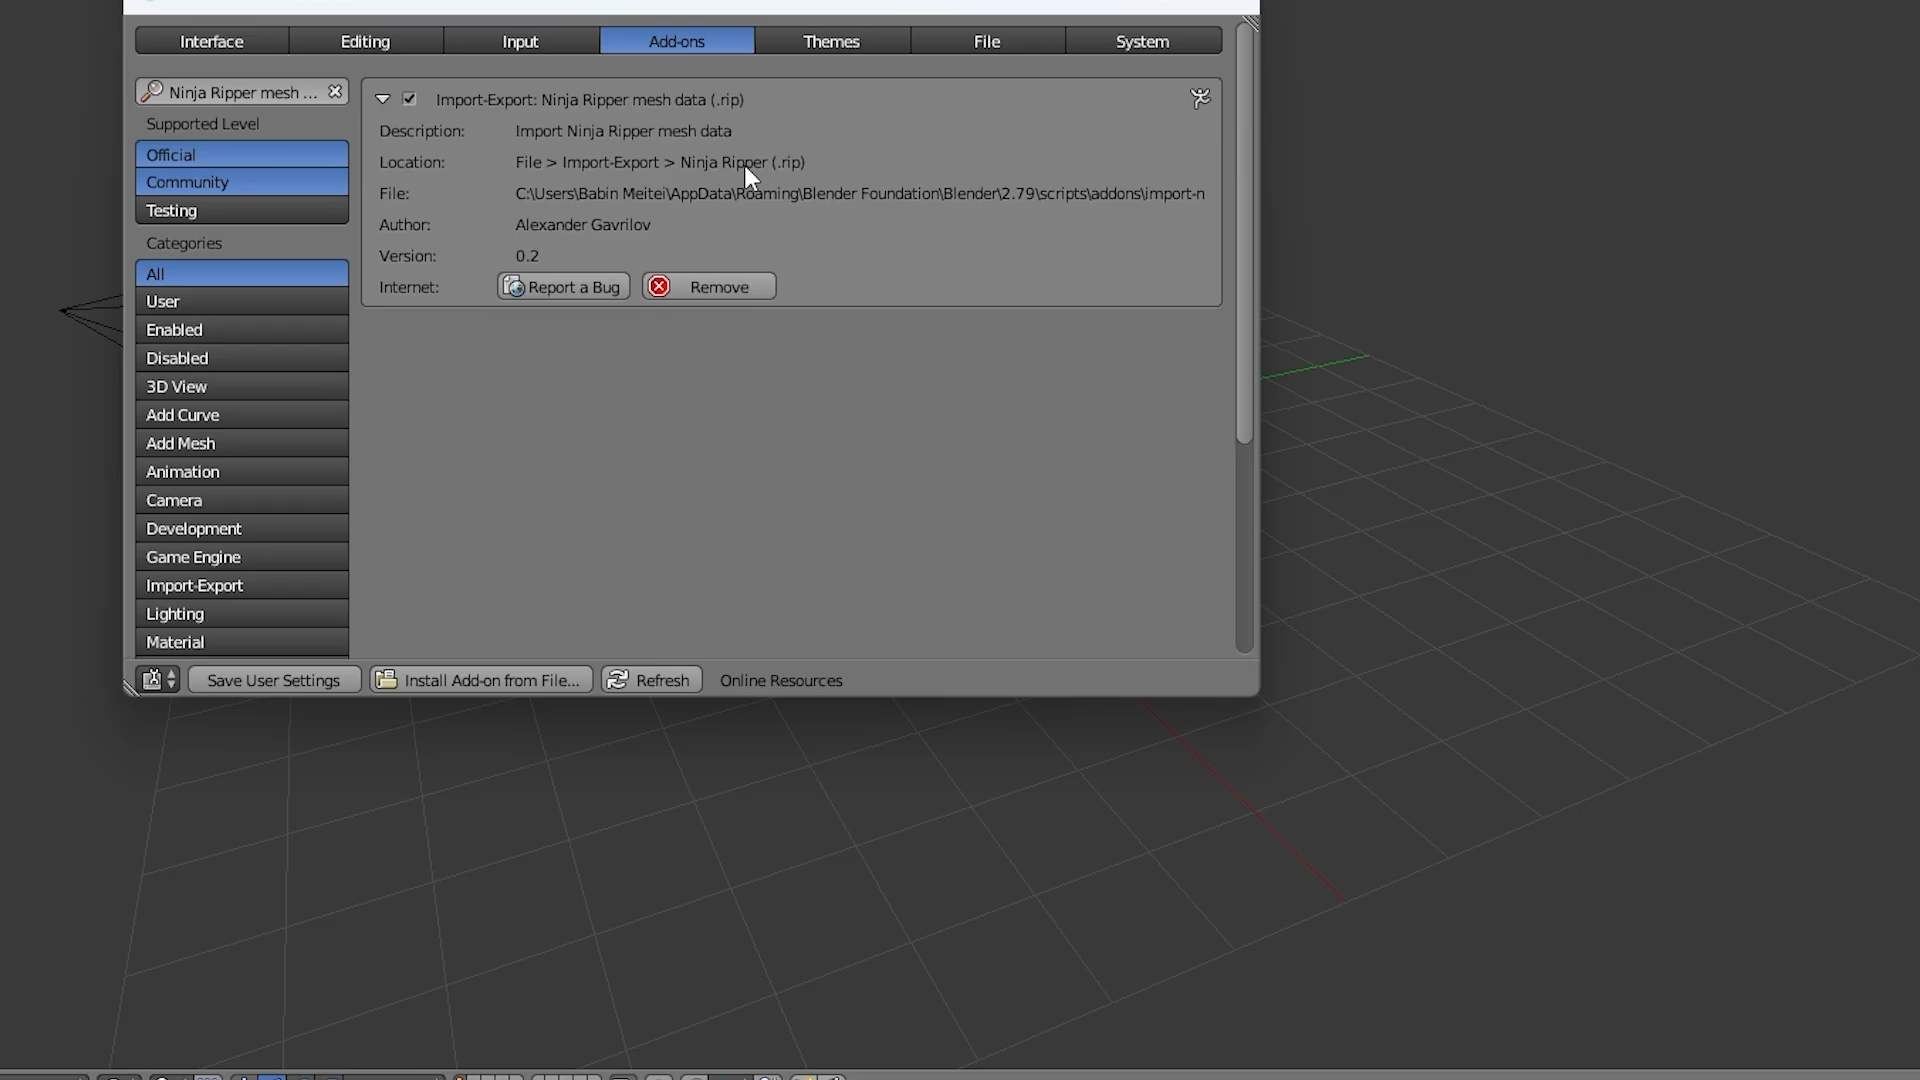 Interface Editing Input Add-ons Themes File System
Ninja Ripper mesh ...
Supported Level
Official
Community
Testing
Categories
All
User
Enabled
Disabled
3D View
Add Curve
Add Mesh
Animation
Camera
Development
Game Engine
Import-Export
Lighting
Material
Import-Export: Ninja Ripper mesh data (.rip)
Description: Import Ninja Ripper mesh data
Location: File > Import-Export > Ninja Ripper (.rip)
File: C:\Users\Babin Meitei\AppData\Roaming\Blender Foundation\Blender\2.79\scripts\addons\import-n
Author: Alexander Gavrilov
Version: 0.2
Internet: Report a Bug Remove
Save User Settings Install Add-on from File... Refresh Online Resources